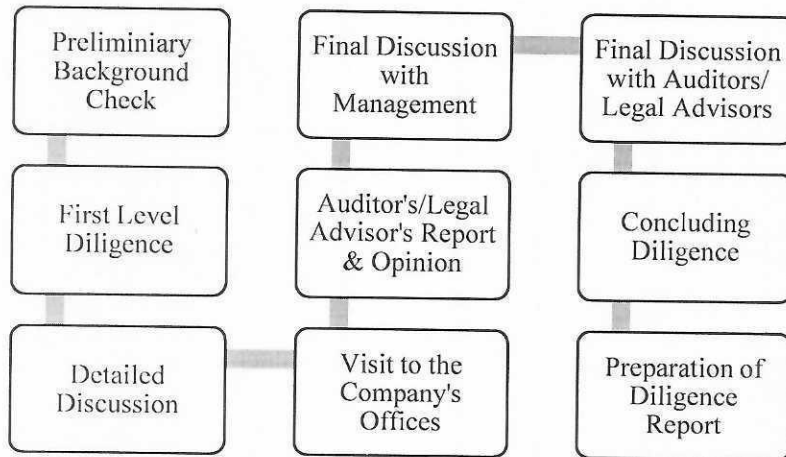 Preliminiary
Background
Check
First Level
Diligence
Detailed
Discussion
Visit to the
Company's
Offices
Auditor's/Legal
Advisor's Report
& Opinion
Final Discussion
with
Management
Final Discussion
with Auditors/
Legal Advisors
Concluding
Diligence
Preparation of
Diligence
Report